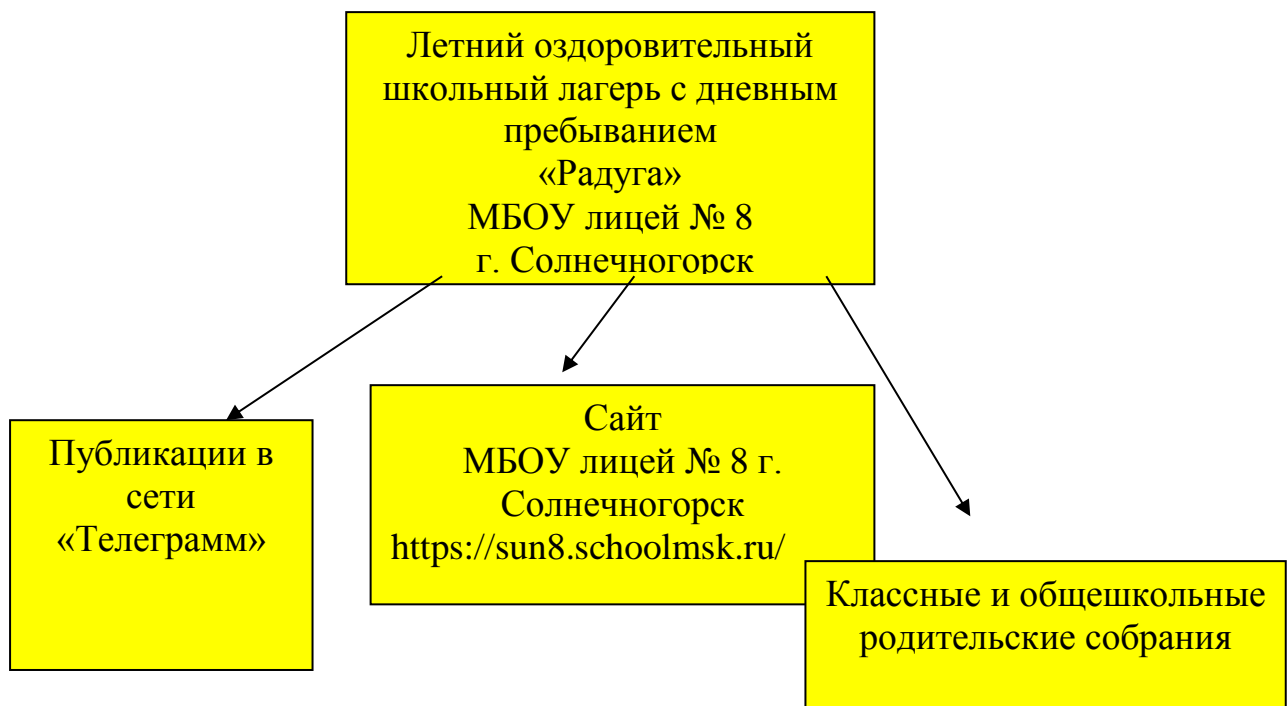 Летний оздоровительный
школьный лагерь с дневным
пребыванием
«Радуга»
МБОУ лицей № 8
г. Солнечногорск
Публикации в
сети
«Телеграмм»
Сайт
МБОУ лицей № 8 г.
Солнечногорск
https://sun8.schoolmsk.ru/
Классные и общешкольные
родительские собрания